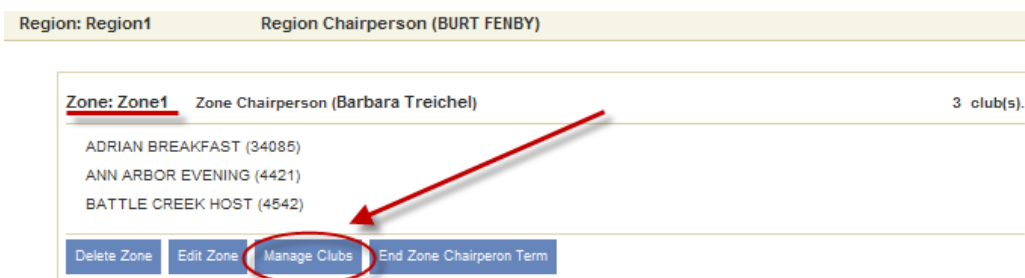 Region: Region1 Region Chairperson (BURT FENBY)
Zone: Zone1 Zone Chairperson (Barbara Treichel) 3 club(s).
ADRIAN BREAKFAST (34085)
ANN ARBOR EVENING (4421)
BATTLE CREEK HOST (4542)
Delete Zone Edit Zone Manage Clubs End Zone Chairperon Term